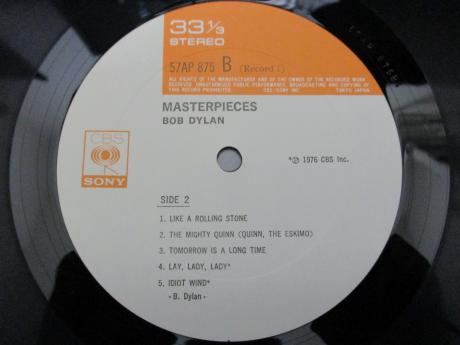 33 1/3
STEREO
57AP 875 B (Record 1)
ALL RIGHTS OF THE MANUFACTURER AND OF THE OWNER OF THE RECORDED WORK
RESERVED. UNAUTHORIZED PUBLIC PERFORMANCE, BROADCASTING AND COPYING OF
THIS RECORD PROHIBITED. CBS/SONY INC. TOKYO JAPAN
MASTERPIECES
BOB DYLAN
CBS
SONY
*Ⓟ 1976 CBS Inc.
SIDE 2
1. LIKE A ROLLING STONE
2. THE MIGHTY QUINN (QUINN, THE ESKIMO)
3. TOMORROW IS A LONG TIME
4. LAY, LADY, LADY*
5. IDIOT WIND*
• B. Dylan •